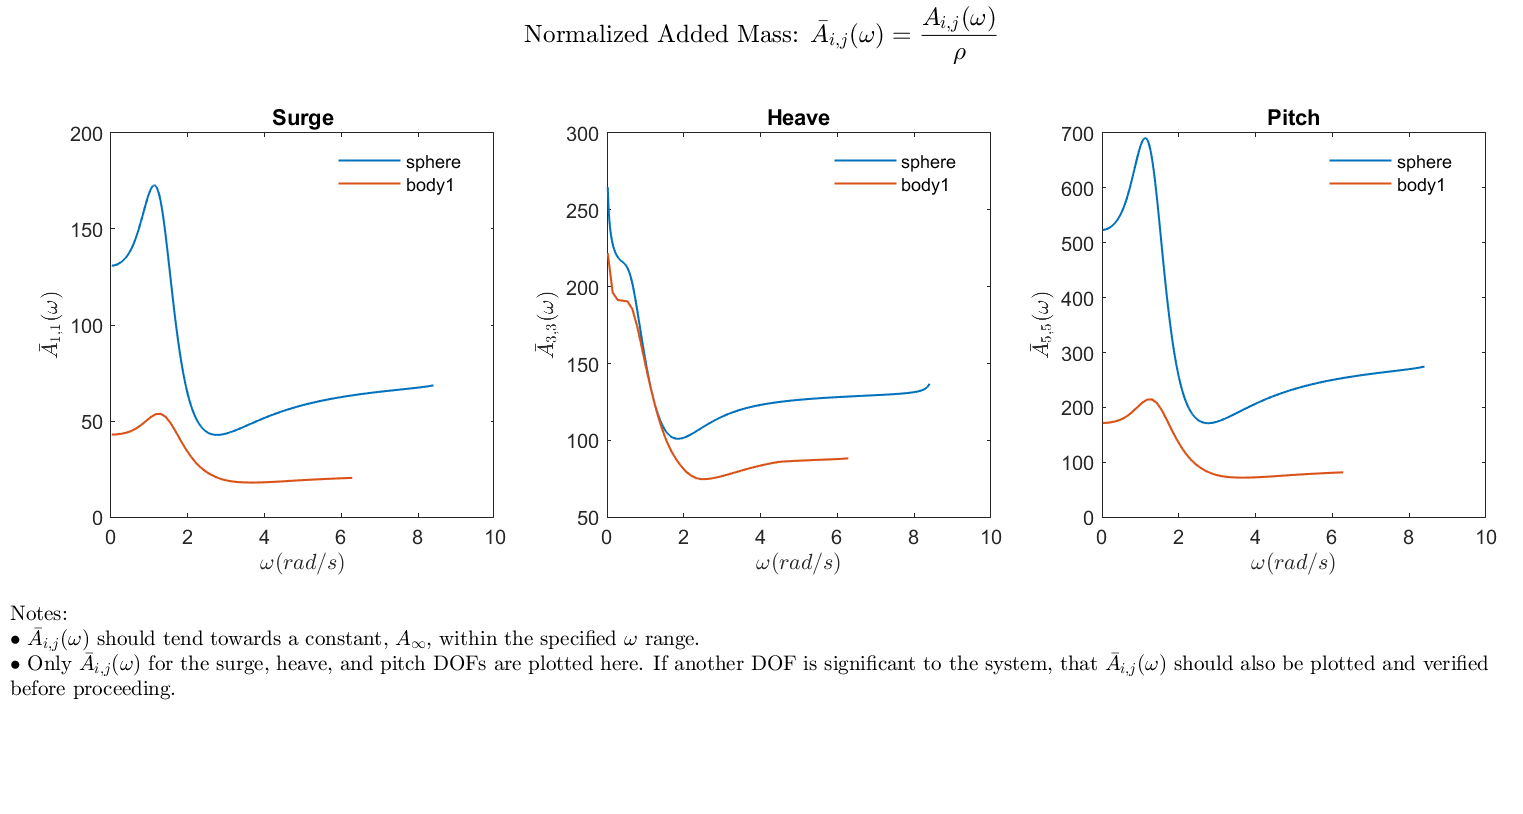 Normalized Added Mass: Ā_{i,j}(ω) = A_{i,j}(ω) / ρ
Surge
200
150
100
50
0
0 2 4 6 8 10
sphere
body1
Ā_{1,1}(ω)
ω(rad/s)
Heave
300
250
200
150
100
50
0 2 4 6 8 10
sphere
body1
Ā_{3,3}(ω)
ω(rad/s)
Pitch
700
600
500
400
300
200
100
0
0 2 4 6 8 10
sphere
body1
Ā_{5,5}(ω)
ω(rad/s)
Notes:
• Ā_{i,j}(ω) should tend towards a constant, A_∞, within the specified ω range.
• Only Ā_{i,j}(ω) for the surge, heave, and pitch DOFs are plotted here. If another DOF is significant to the system, that Ā_{i,j}(ω) should also be plotted and verified
before proceeding.